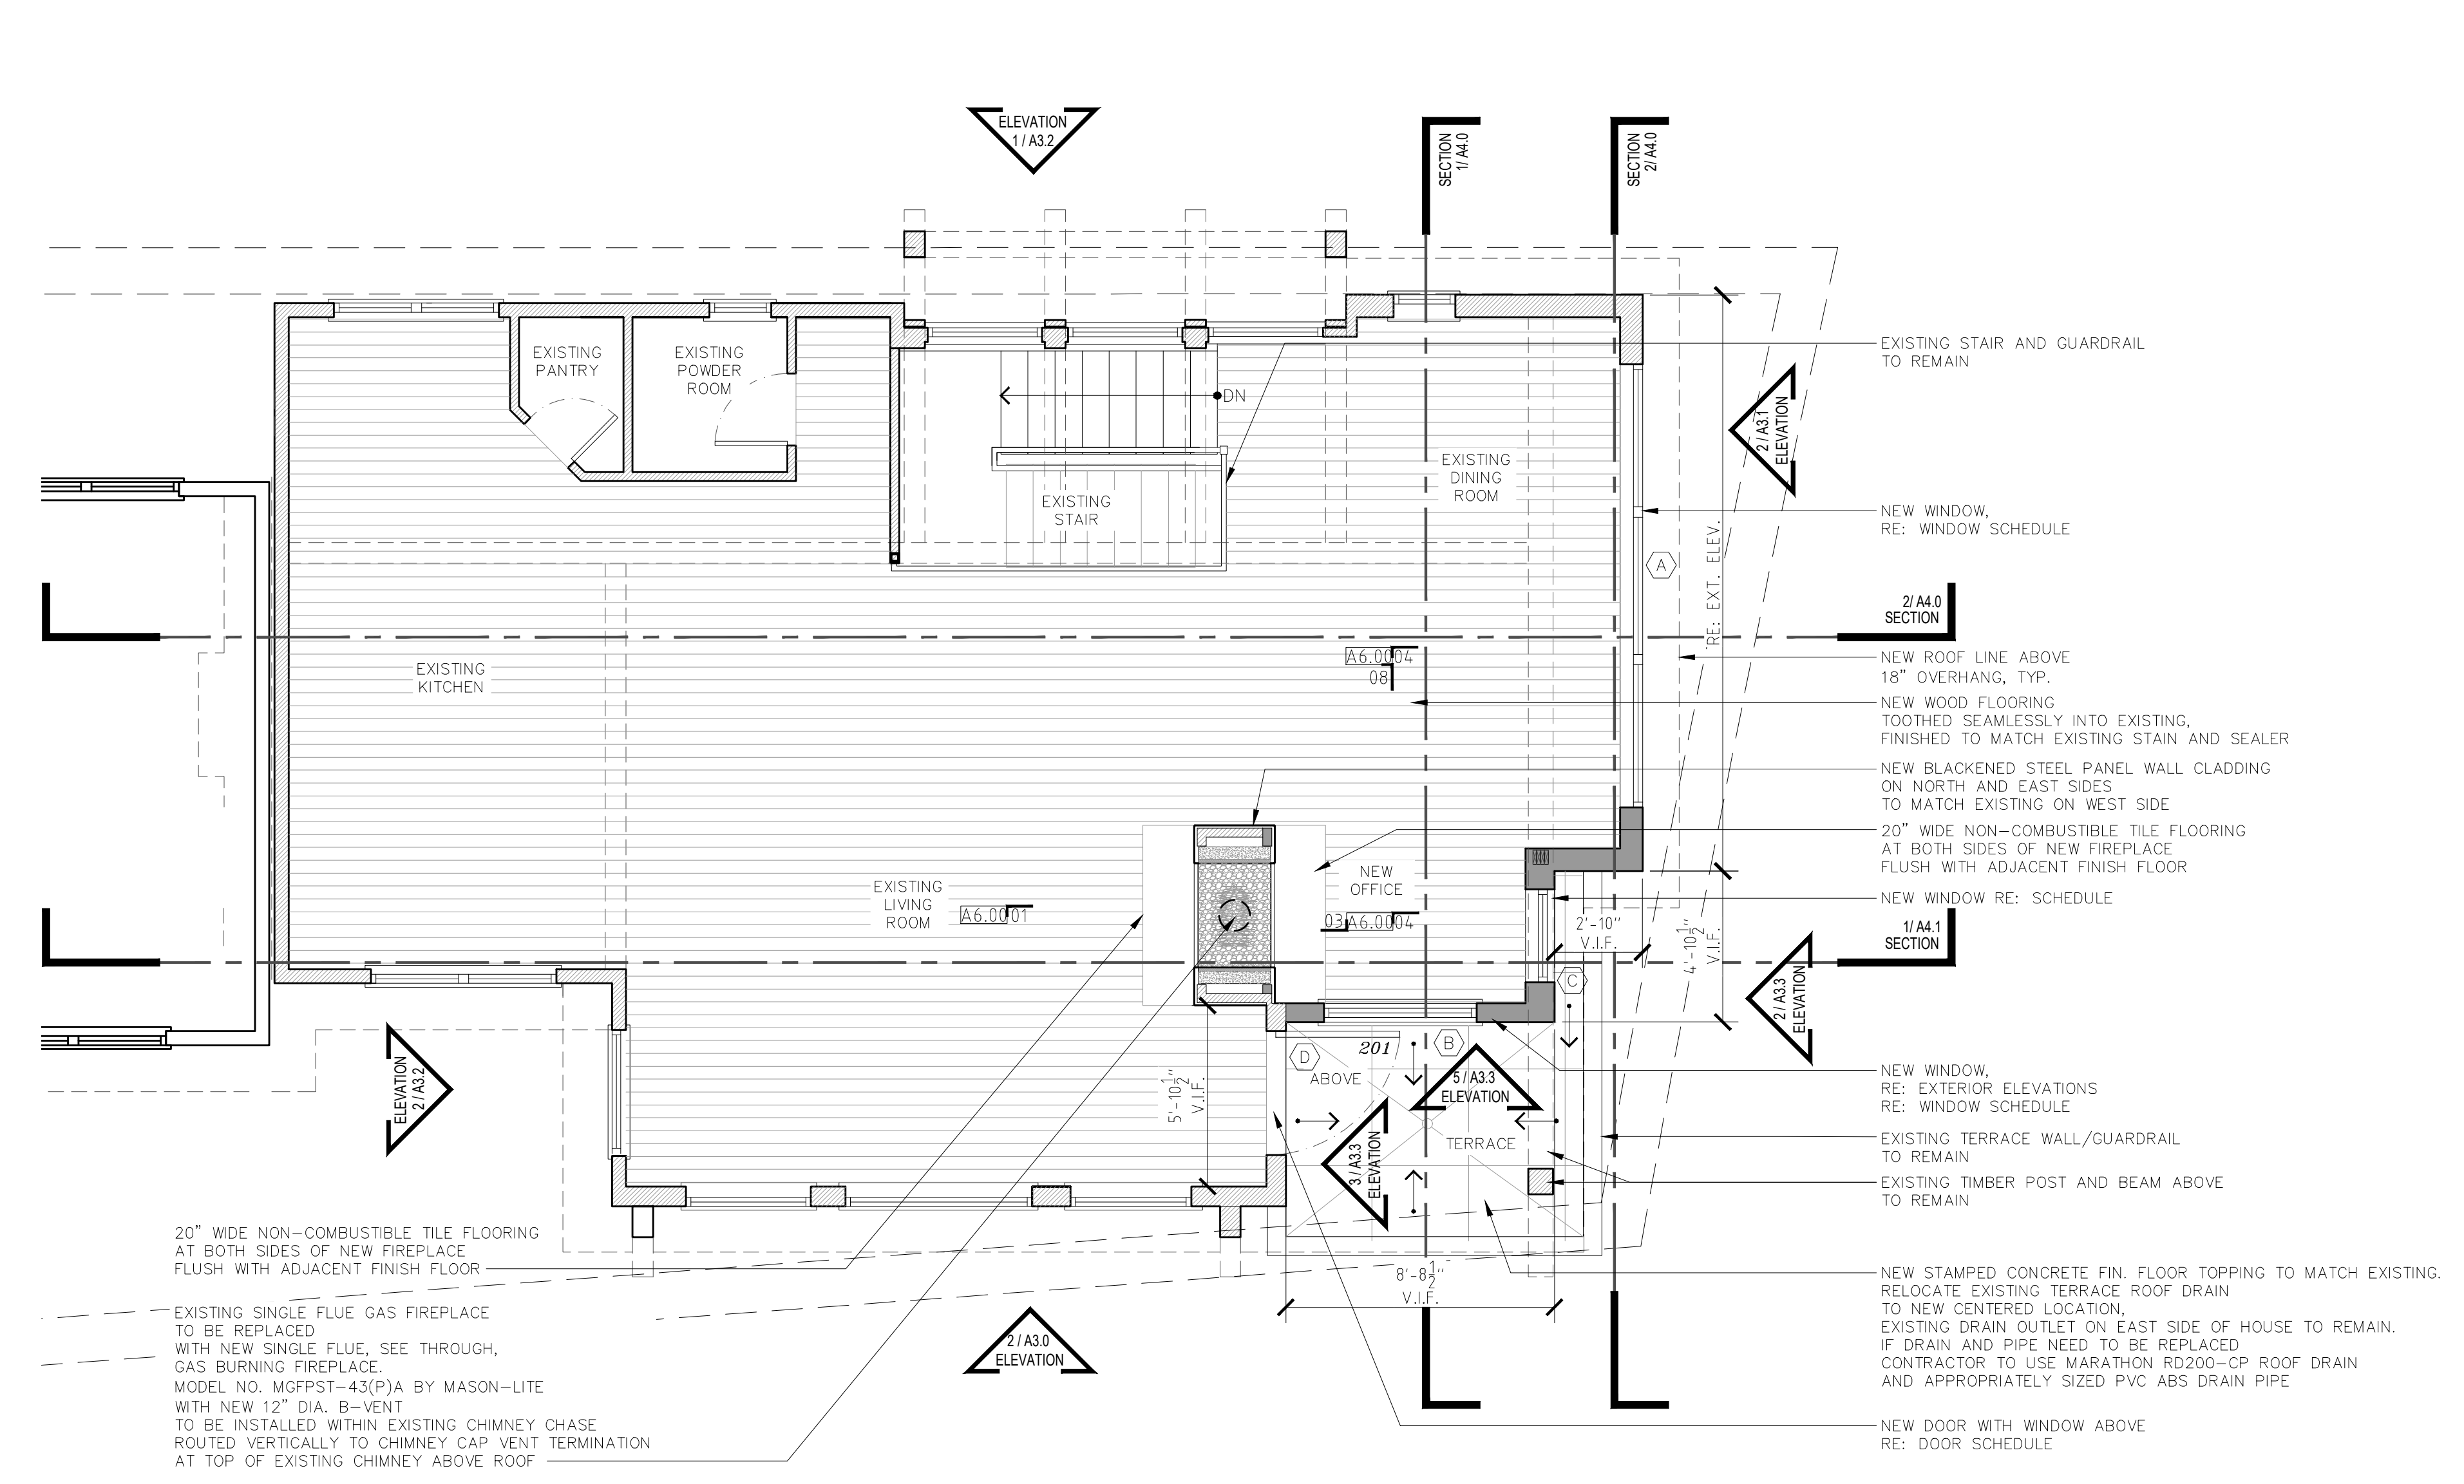 ELEVATION
1 / A3.2
SECTION
1/ A4.0
SECTION
2/ A4.0
EXISTING
PANTRY
EXISTING
POWDER
ROOM
DN
EXISTING
STAIR
EXISTING
DINING
ROOM
2 / A3.1
ELEVATION
EXISTING STAIR AND GUARDRAIL
TO REMAIN
NEW WINDOW,
RE: WINDOW SCHEDULE
A
RE: EXT. ELEV.
2/ A4.0
SECTION
EXISTING
KITCHEN
A6.0004
08
NEW ROOF LINE ABOVE
18" OVERHANG, TYP.
NEW WOOD FLOORING
TOOTHED SEAMLESSLY INTO EXISTING,
FINISHED TO MATCH EXISTING STAIN AND SEALER
NEW BLACKENED STEEL PANEL WALL CLADDING
ON NORTH AND EAST SIDES
TO MATCH EXISTING ON WEST SIDE
20" WIDE NON-COMBUSTIBLE TILE FLOORING
AT BOTH SIDES OF NEW FIREPLACE
FLUSH WITH ADJACENT FINISH FLOOR
NEW
OFFICE
EXISTING
LIVING
ROOM
A6.0001
03
A6.0004
NEW WINDOW RE: SCHEDULE
2'-10"
V.I.F.
4'-10 1/2"
V.I.F.
1/ A4.1
SECTION
C
2 / A3.3
ELEVATION
ELEVATION
2 / A3.2
5'-10 1/2"
V.I.F.
D
ABOVE
201
B
5 / A3.3
ELEVATION
3 / A3.3
ELEVATION
TERRACE
NEW WINDOW,
RE: EXTERIOR ELEVATIONS
RE: WINDOW SCHEDULE
EXISTING TERRACE WALL/GUARDRAIL
TO REMAIN
EXISTING TIMBER POST AND BEAM ABOVE
TO REMAIN
20" WIDE NON-COMBUSTIBLE TILE FLOORING
AT BOTH SIDES OF NEW FIREPLACE
FLUSH WITH ADJACENT FINISH FLOOR
8'-8 1/2"
V.I.F.
NEW STAMPED CONCRETE FIN. FLOOR TOPPING TO MATCH EXISTING.
RELOCATE EXISTING TERRACE ROOF DRAIN
TO NEW CENTERED LOCATION,
EXISTING DRAIN OUTLET ON EAST SIDE OF HOUSE TO REMAIN.
IF DRAIN AND PIPE NEED TO BE REPLACED
CONTRACTOR TO USE MARATHON RD200-CP ROOF DRAIN
AND APPROPRIATELY SIZED PVC ABS DRAIN PIPE
EXISTING SINGLE FLUE GAS FIREPLACE
TO BE REPLACED
WITH NEW SINGLE FLUE, SEE THROUGH,
GAS BURNING FIREPLACE.
MODEL NO. MGFPST-43(P)A BY MASON-LITE
WITH NEW 12" DIA. B-VENT
TO BE INSTALLED WITHIN EXISTING CHIMNEY CHASE
ROUTED VERTICALLY TO CHIMNEY CAP VENT TERMINATION
AT TOP OF EXISTING CHIMNEY ABOVE ROOF
2 / A3.0
ELEVATION
NEW DOOR WITH WINDOW ABOVE
RE: DOOR SCHEDULE